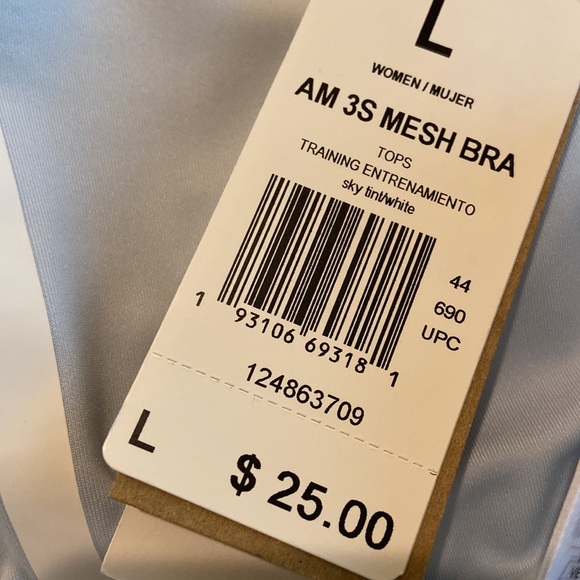 L
WOMEN / MUJER
AM 3S MESH BRA
TOPS
TRAINING ENTRENAMIENTO
sky tint/white
44
690
UPC
1 93106 69318 1
124863709
L
$ 25.00